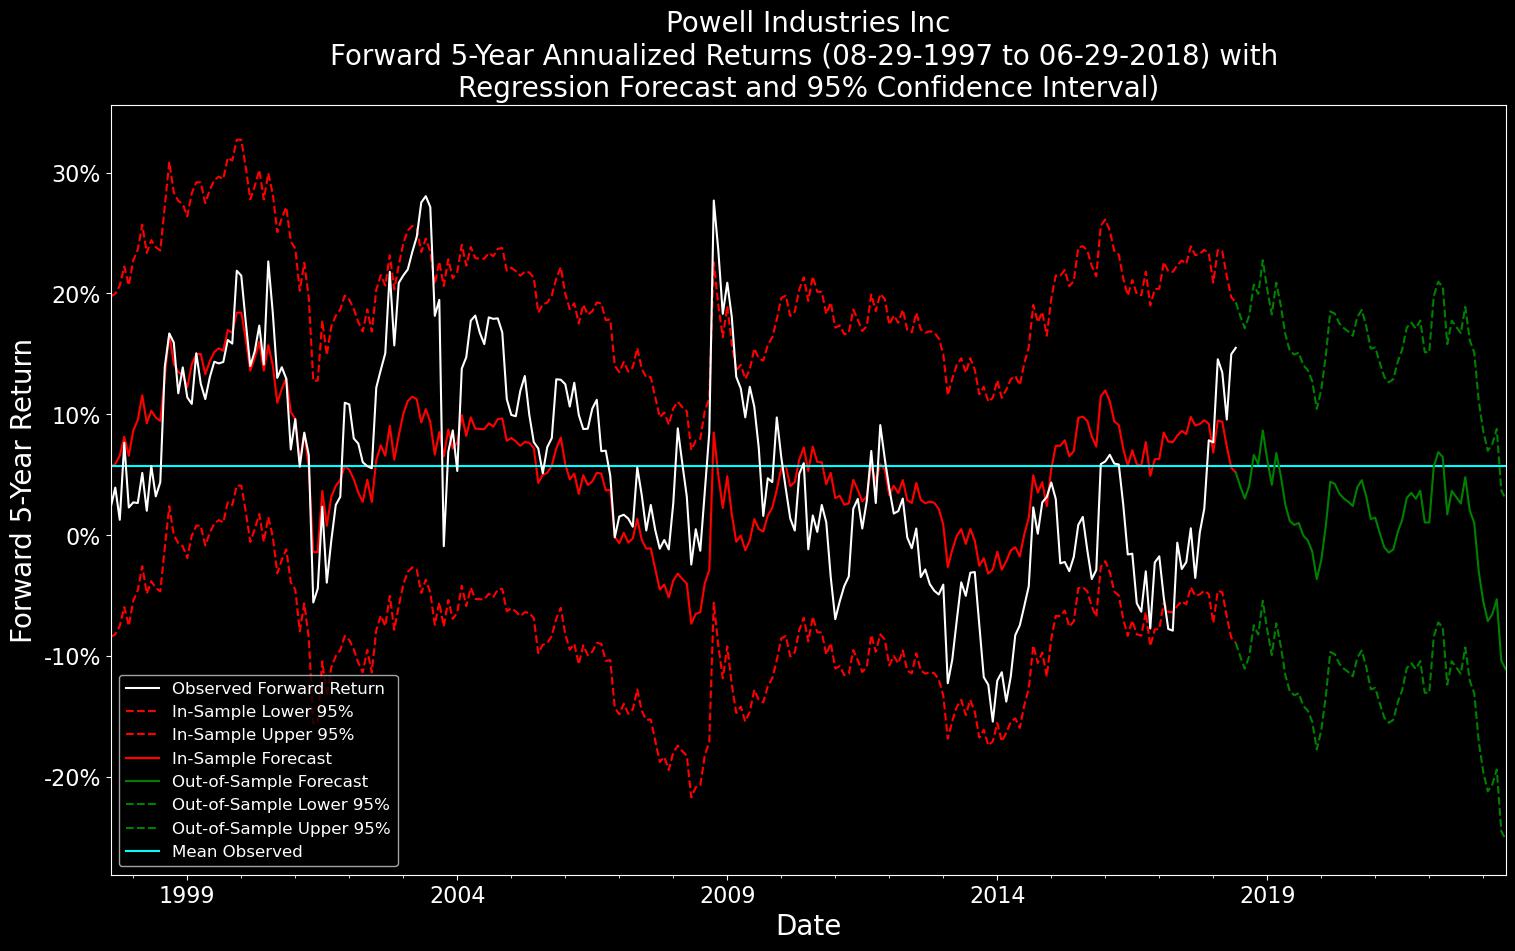 Powell Industries Inc
Forward 5-Year Annualized Returns (08-29-1997 to 06-29-2018) with
Regression Forecast and 95% Confidence Interval)
Forward 5-Year Return
30%
20%
10%
0%
-10%
-20%
Observed Forward Return
In-Sample Lower 95%
In-Sample Upper 95%
In-Sample Forecast
Out-of-Sample Forecast
Out-of-Sample Lower 95%
Out-of-Sample Upper 95%
Mean Observed
1999 2004 2009 2014 2019
Date